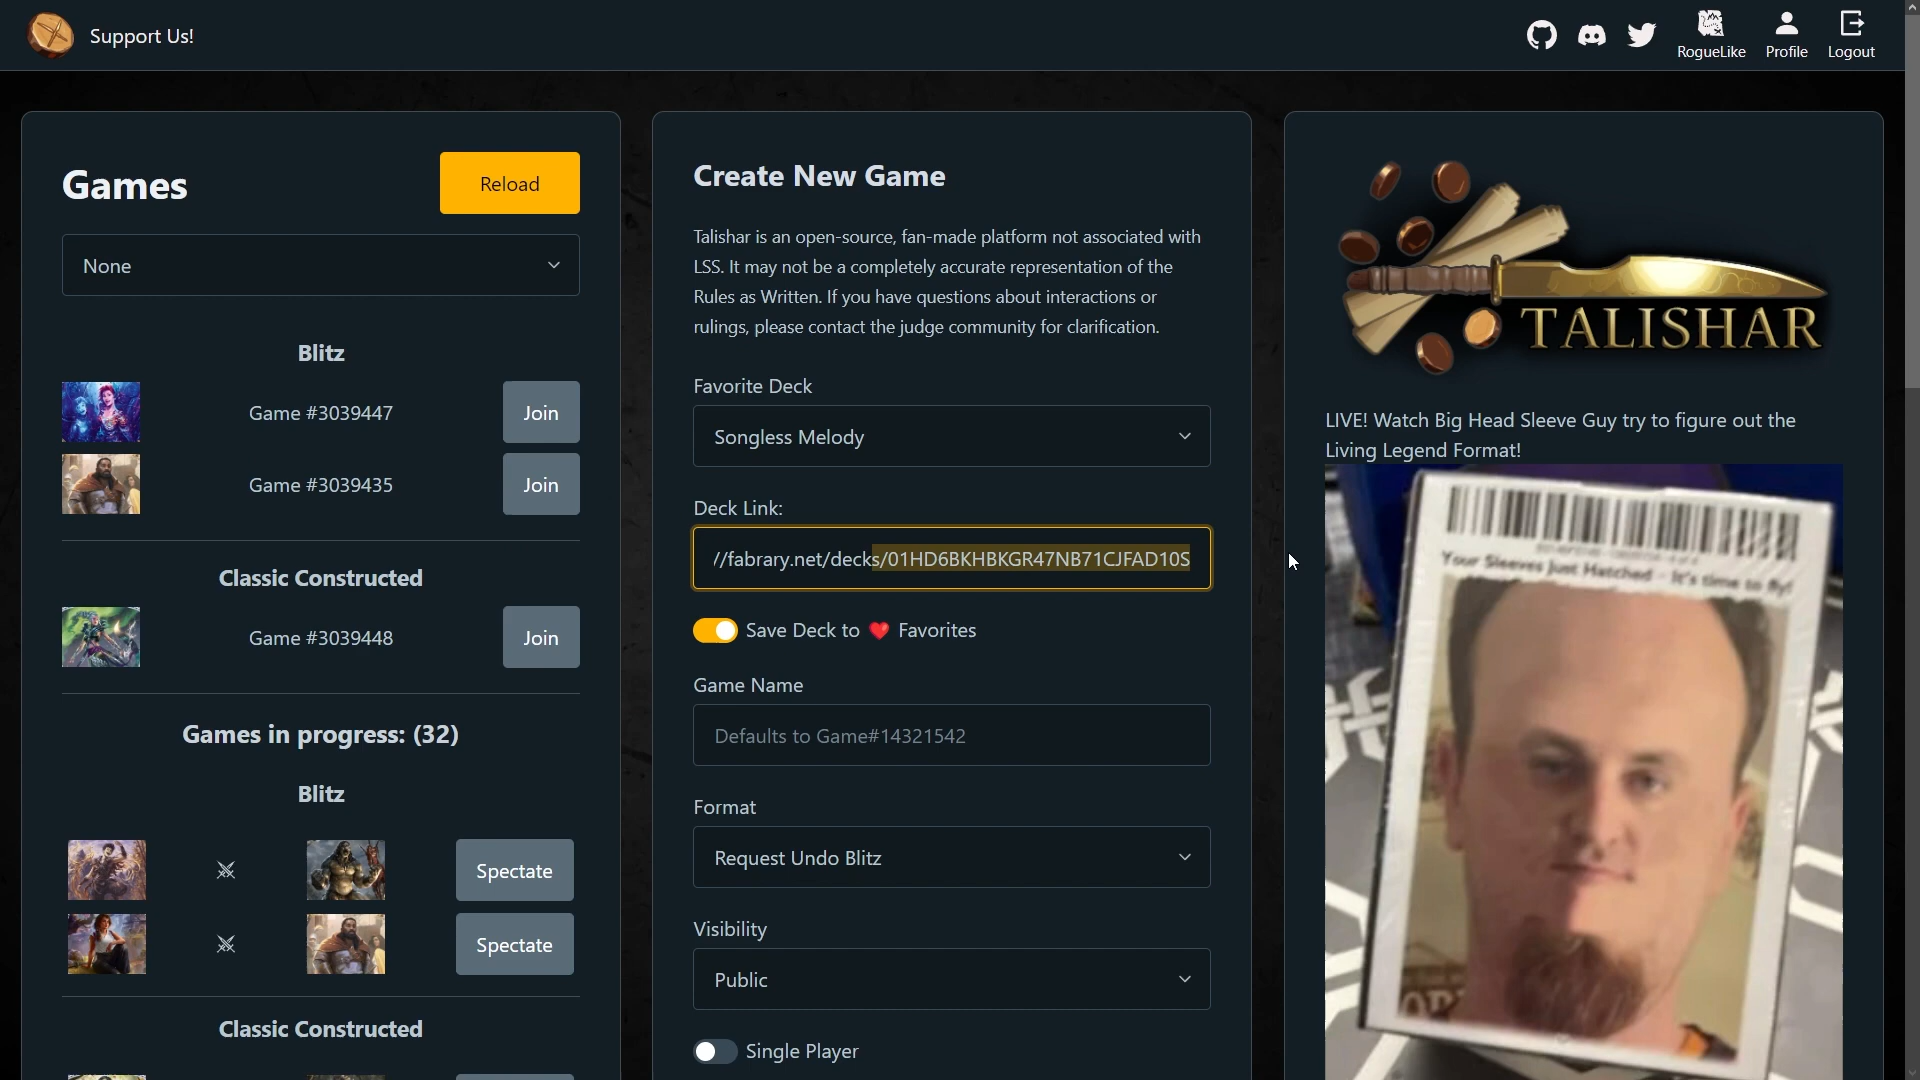 Support Us!
RogueLike
Profile
Logout
Games
Reload
None
Blitz
Game #3039447
Join
Game #3039435
Join
Classic Constructed
Game #3039448
Join
Games in progress: (32)
Blitz
Spectate
Spectate
Classic Constructed
Create New Game
Talishar is an open-source, fan-made platform not associated with
LSS. It may not be a completely accurate representation of the
Rules as Written. If you have questions about interactions or
rulings, please contact the judge community for clarification.
Favorite Deck
Songless Melody
Deck Link:
//fabrary.net/decks/01HD6BKHBKGR47NB71CJFAD10S
Save Deck to ❤️ Favorites
Game Name
Defaults to Game#14321542
Format
Request Undo Blitz
Visibility
Public
Single Player
TALISHAR
LIVE! Watch Big Head Sleeve Guy try to figure out the
Living Legend Format!
Your Sleeves Just Hatched - It's time to fly!